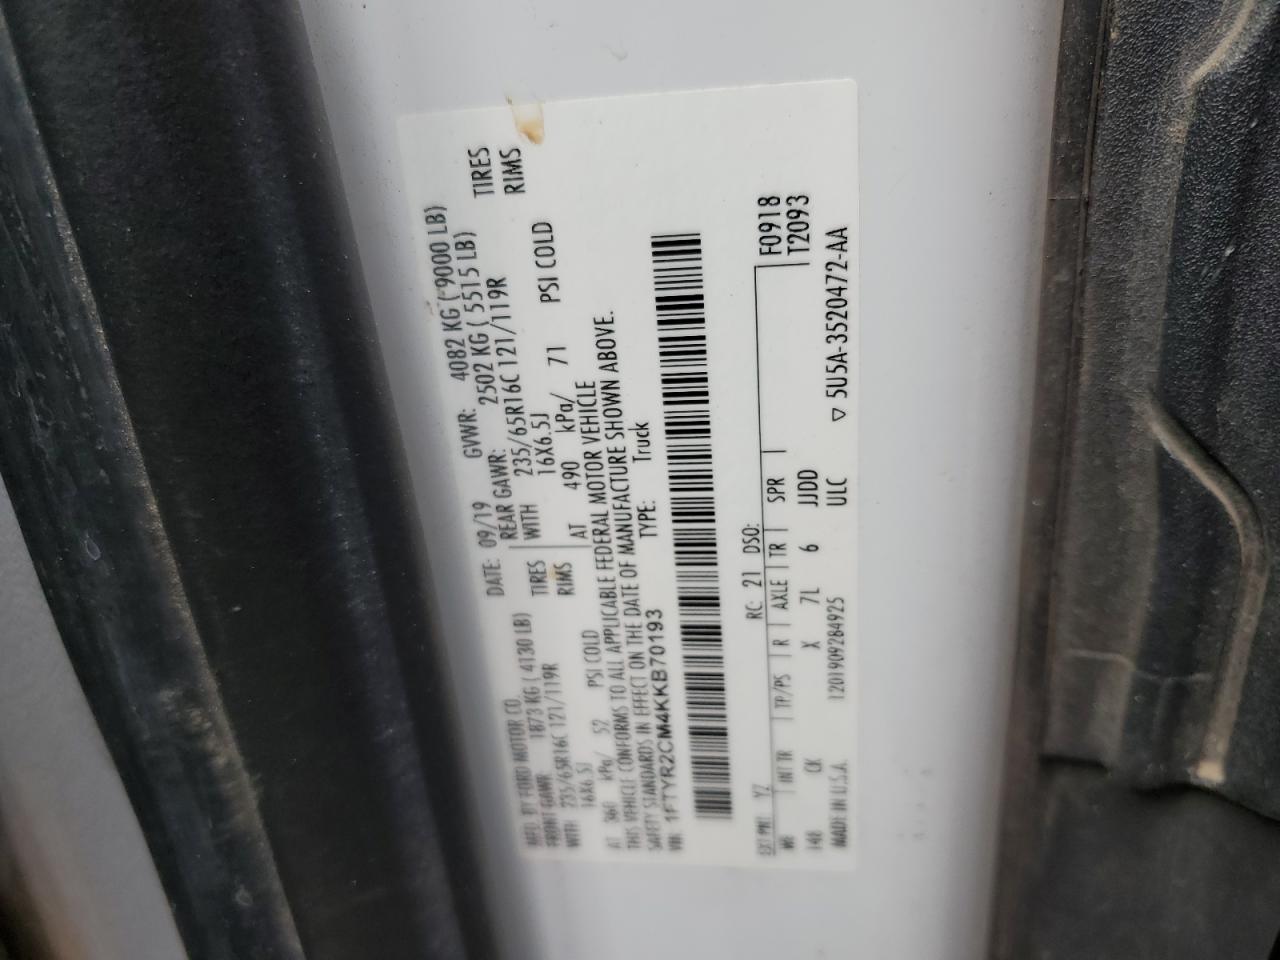 MFD. BY FORD MOTOR CO. DATE: 09/19 GVWR: 4082 KG ( 9000 LB)
FRONT GAWR: 1873 KG ( 4130 LB) REAR GAWR: 2502 KG ( 5515 LB)
WITH 235/65R16C 121/119R TIRES WITH 235/65R16C 121/119R TIRES
16X6.5J RIMS 16X6.5J RIMS
AT 360 kPa/ 52 PSI COLD AT 490 kPa/ 71 PSI COLD
THIS VEHICLE CONFORMS TO ALL APPLICABLE FEDERAL MOTOR VEHICLE
SAFETY STANDARDS IN EFFECT ON THE DATE OF MANUFACTURE SHOWN ABOVE.
VIN: 1FTYR2CM4KKB70193 TYPE: Truck
EXT PNT: YZ RC: 21 DSO: F0918
WB INT TR TP/PS R AXLE TR SPR T2093
148 CK X 7L 6 JJDD
MADE IN U.S.A. 1201909284925 ULC ▽ 5U5A-3520472-AA